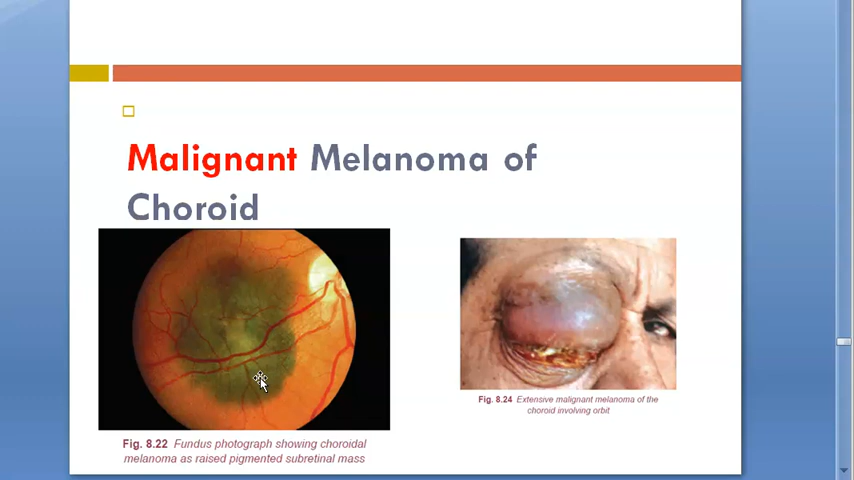 Malignant Melanoma of
Choroid
Fig. 8.22 Fundus photograph showing choroidal
melanoma as raised pigmented subretinal mass
Fig. 8.24 Extensive malignant melanoma of the
choroid involving orbit